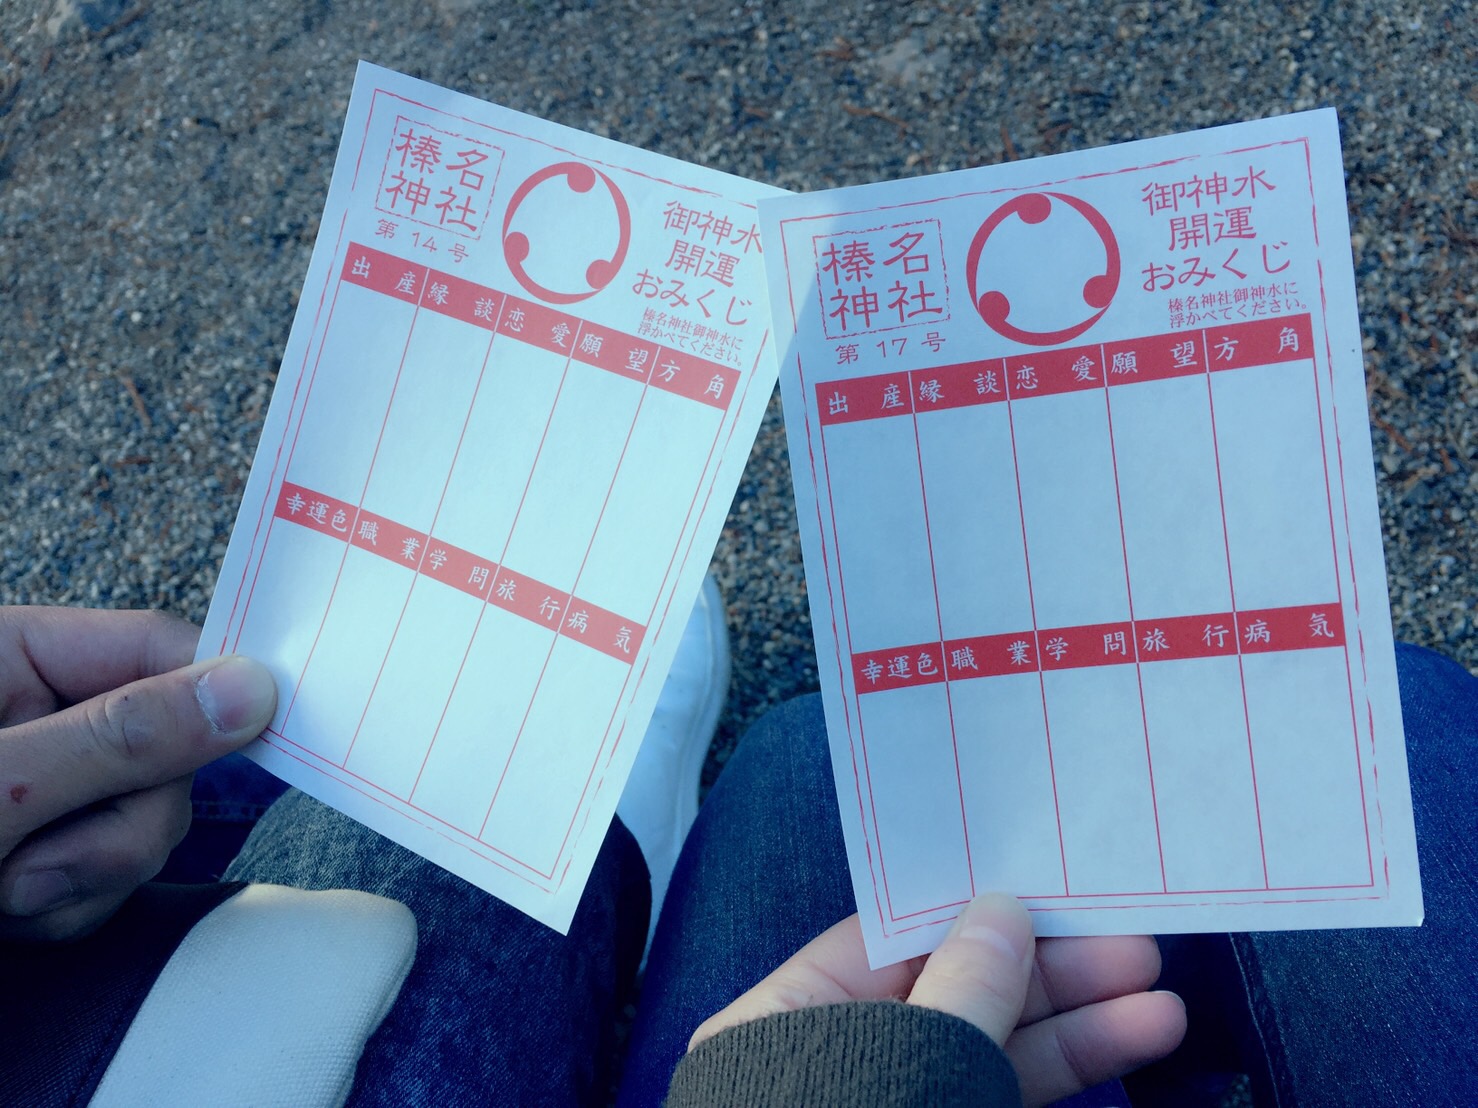 榛名
神社
第14号
御神水
開運
おみくじ
榛名神社御神水に
浮かべてください。
出産 縁談 恋愛 願望 方角
幸運色 職業 学問 旅行 病気
榛名
神社
第17号
御神水
開運
おみくじ
榛名神社御神水に
浮かべてください。
出産 縁談 恋愛 願望 方角
幸運色 職業 学問 旅行 病気